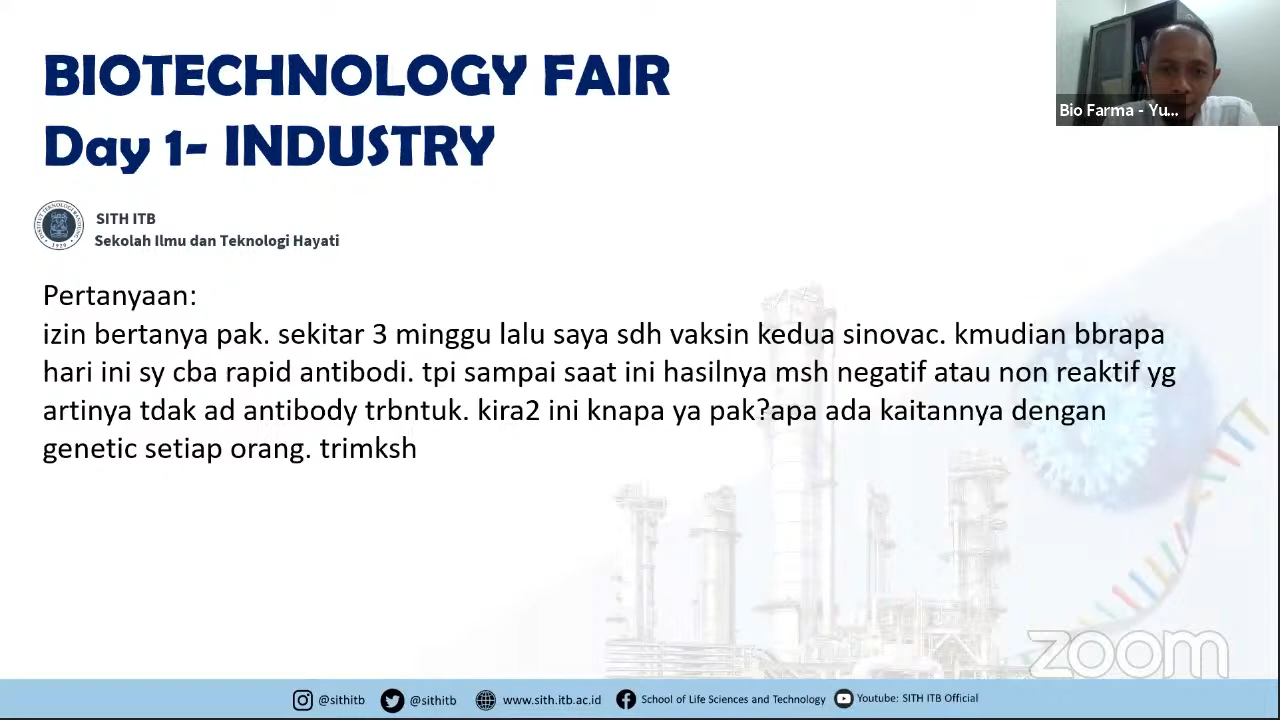 BIOTECHNOLOGY FAIR
Day 1- INDUSTRY
Bio Farma - Yu...
SITH ITB
Sekolah Ilmu dan Teknologi Hayati
Pertanyaan:
izin bertanya pak. sekitar 3 minggu lalu saya sdh vaksin kedua sinovac. kmudian bbrapa
hari ini sy cba rapid antibodi. tpi sampai saat ini hasilnya msh negatif atau non reaktif yg
artinya tdak ad antibody trbntuk. kira2 ini knapa ya pak?apa ada kaitannya dengan
genetic setiap orang. trimksh
zoom
@sithitb
@sithitb
www.sith.itb.ac.id
School of Life Sciences and Technology
Youtube: SITH ITB Official